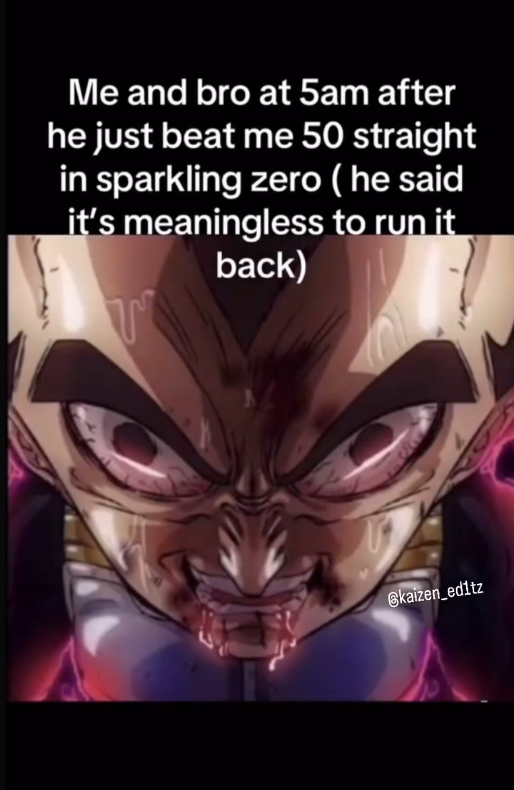 Me and bro at 5am after
he just beat me 50 straight
in sparkling zero ( he said
it's meaningless to run it
back)
@kaizen_ed1tz